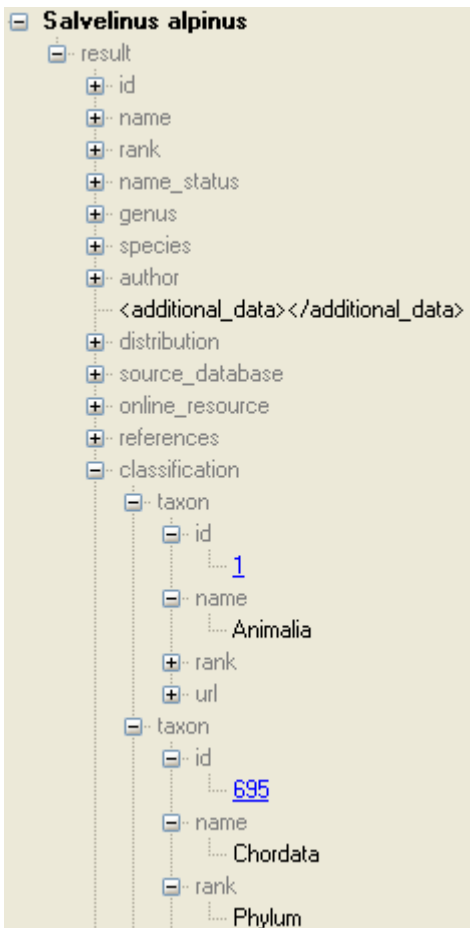 Salvelinus alpinus
result
id
name
rank
name_status
genus
species
author
<additional_data></additional_data>
distribution
source_database
online_resource
references
classification
taxon
id
1
name
Animalia
rank
url
taxon
id
695
name
Chordata
rank
Phylum